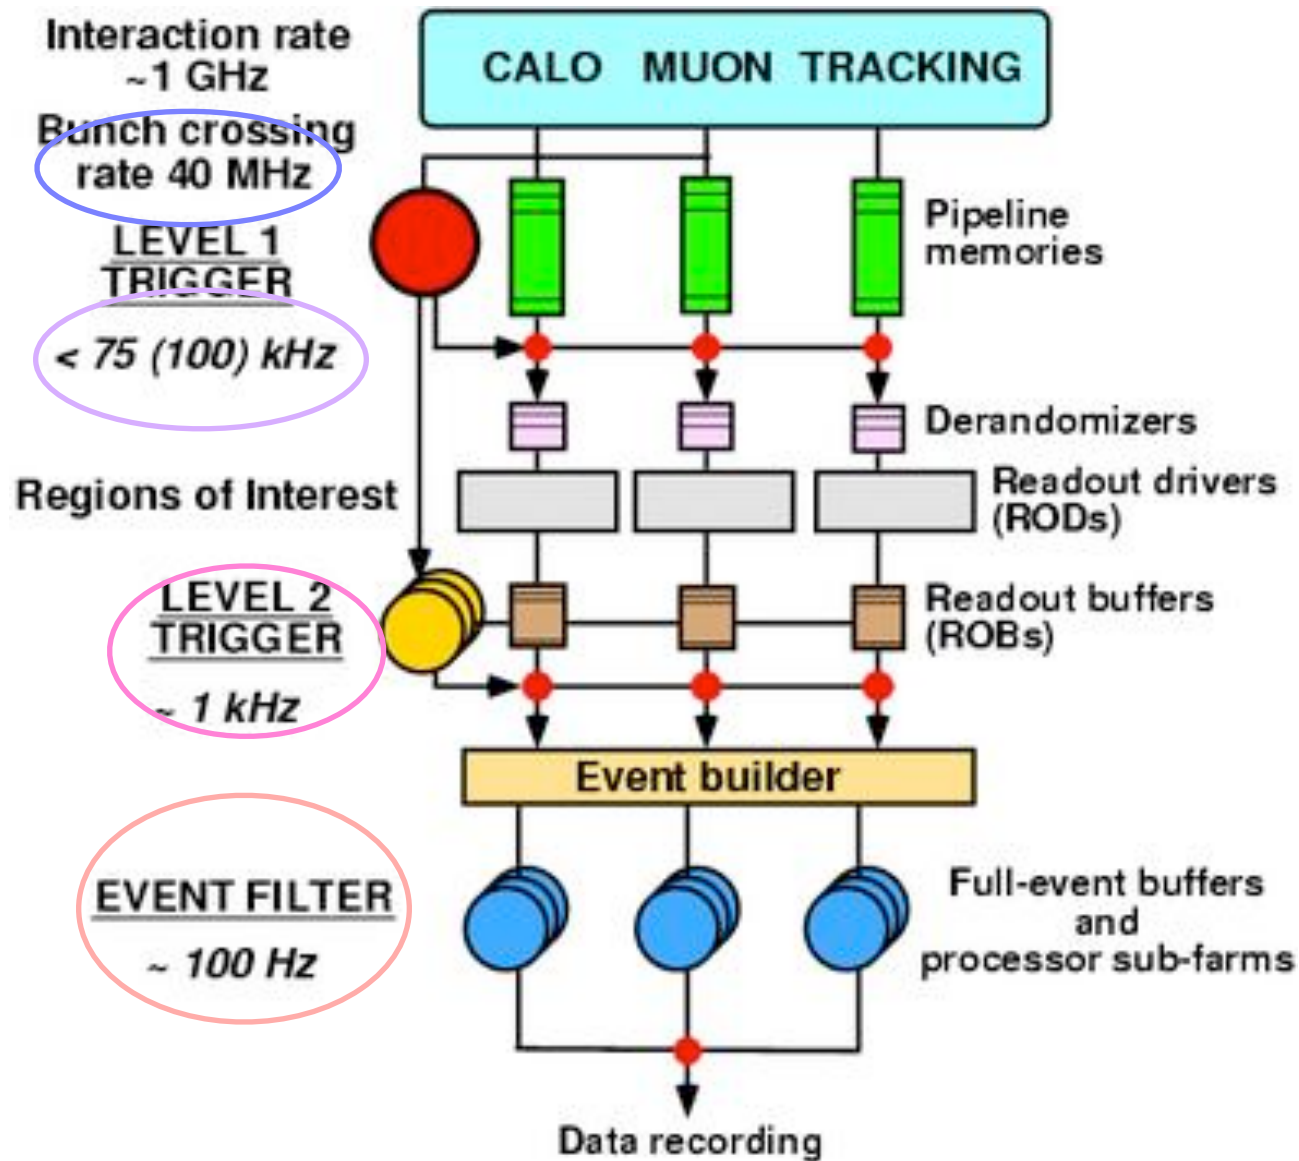 Interaction rate
~1 GHz
Bunch crossing
rate 40 MHz
LEVEL 1
TRIGGER
< 75 (100) kHz
Regions of Interest
LEVEL 2
TRIGGER
~ 1 kHz
EVENT FILTER
~ 100 Hz
CALO MUON TRACKING
Pipeline
memories
Derandomizers
Readout drivers
(RODs)
Readout buffers
(ROBs)
Event builder
Full-event buffers
and
processor sub-farms
Data recording